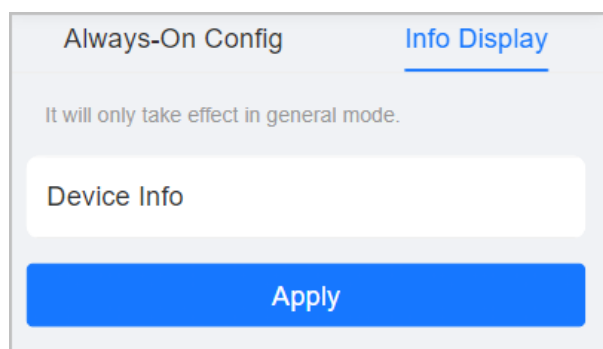 Always-On Config Info Display
It will only take effect in general mode.
Device Info
Apply